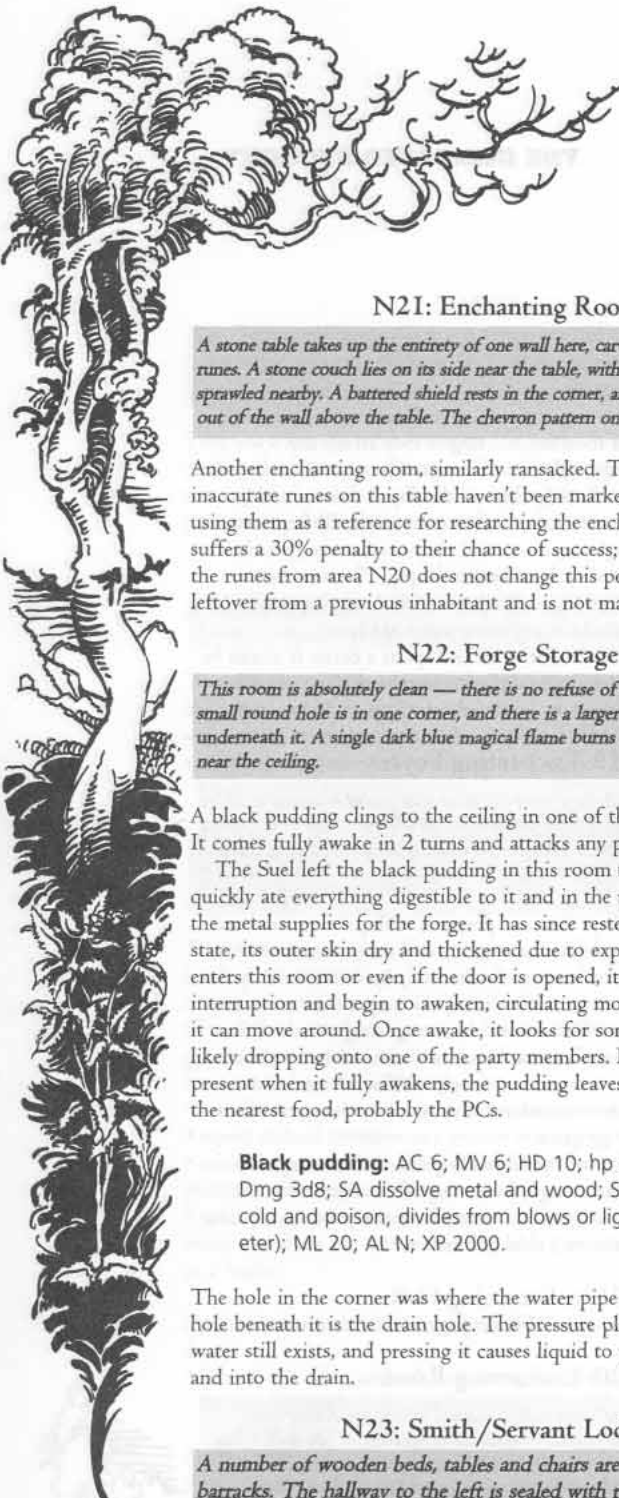 N21: Enchanting Roo
A stone table takes up the entirety of one wall here, car
runes. A stone couch lies on its side near the table, with
sprawled nearby. A battered shield rests in the corner, a
out of the wall above the table. The chevron pattern on
Another enchanting room, similarly ransacked. T
inaccurate runes on this table haven't been marke
using them as a reference for researching the ench
suffers a 30% penalty to their chance of success;
the runes from area N20 does not change this pe
leftover from a previous inhabitant and is not ma
N22: Forge Storage
This room is absolutely clean — there is no refuse of
small round hole is in one corner, and there is a larger
underneath it. A single dark blue magical flame burns
near the ceiling.
A black pudding clings to the ceiling in one of th
It comes fully awake in 2 turns and attacks any p
The Suel left the black pudding in this room
quickly ate everything digestible to it and in the
the metal supplies for the forge. It has since reste
state, its outer skin dry and thickened due to exp
enters this room or even if the door is opened, it
interruption and begin to awaken, circulating mo
it can move around. Once awake, it looks for som
likely dropping onto one of the party members. I
present when it fully awakens, the pudding leaves
the nearest food, probably the PCs.
Black pudding: AC 6; MV 6; HD 10; hp
Dmg 3d8; SA dissolve metal and wood; S
cold and poison, divides from blows or lig
eter); ML 20; AL N; XP 2000.
The hole in the corner was where the water pipe
hole beneath it is the drain hole. The pressure pl
water still exists, and pressing it causes liquid to
and into the drain.
N23: Smith/Servant Loc
A number of wooden beds, tables and chairs are
barracks. The hallway to the left is sealed with